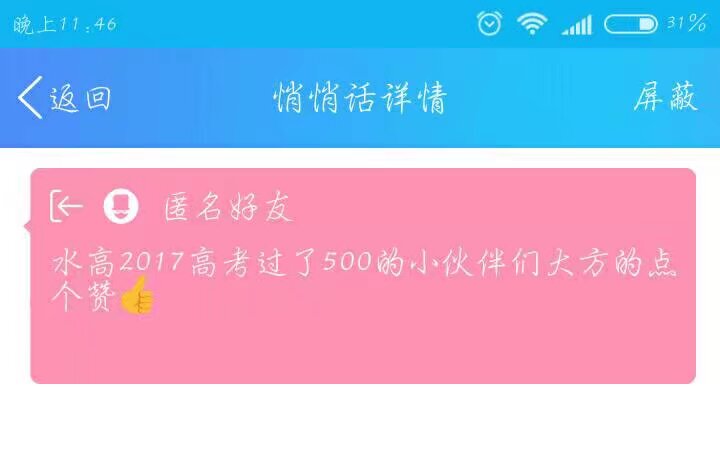 晚上11:46 31%
返回 悄悄话详情 屏蔽
匿名好友
水高2017高考过了500的小伙伴们大方的点
个赞👍